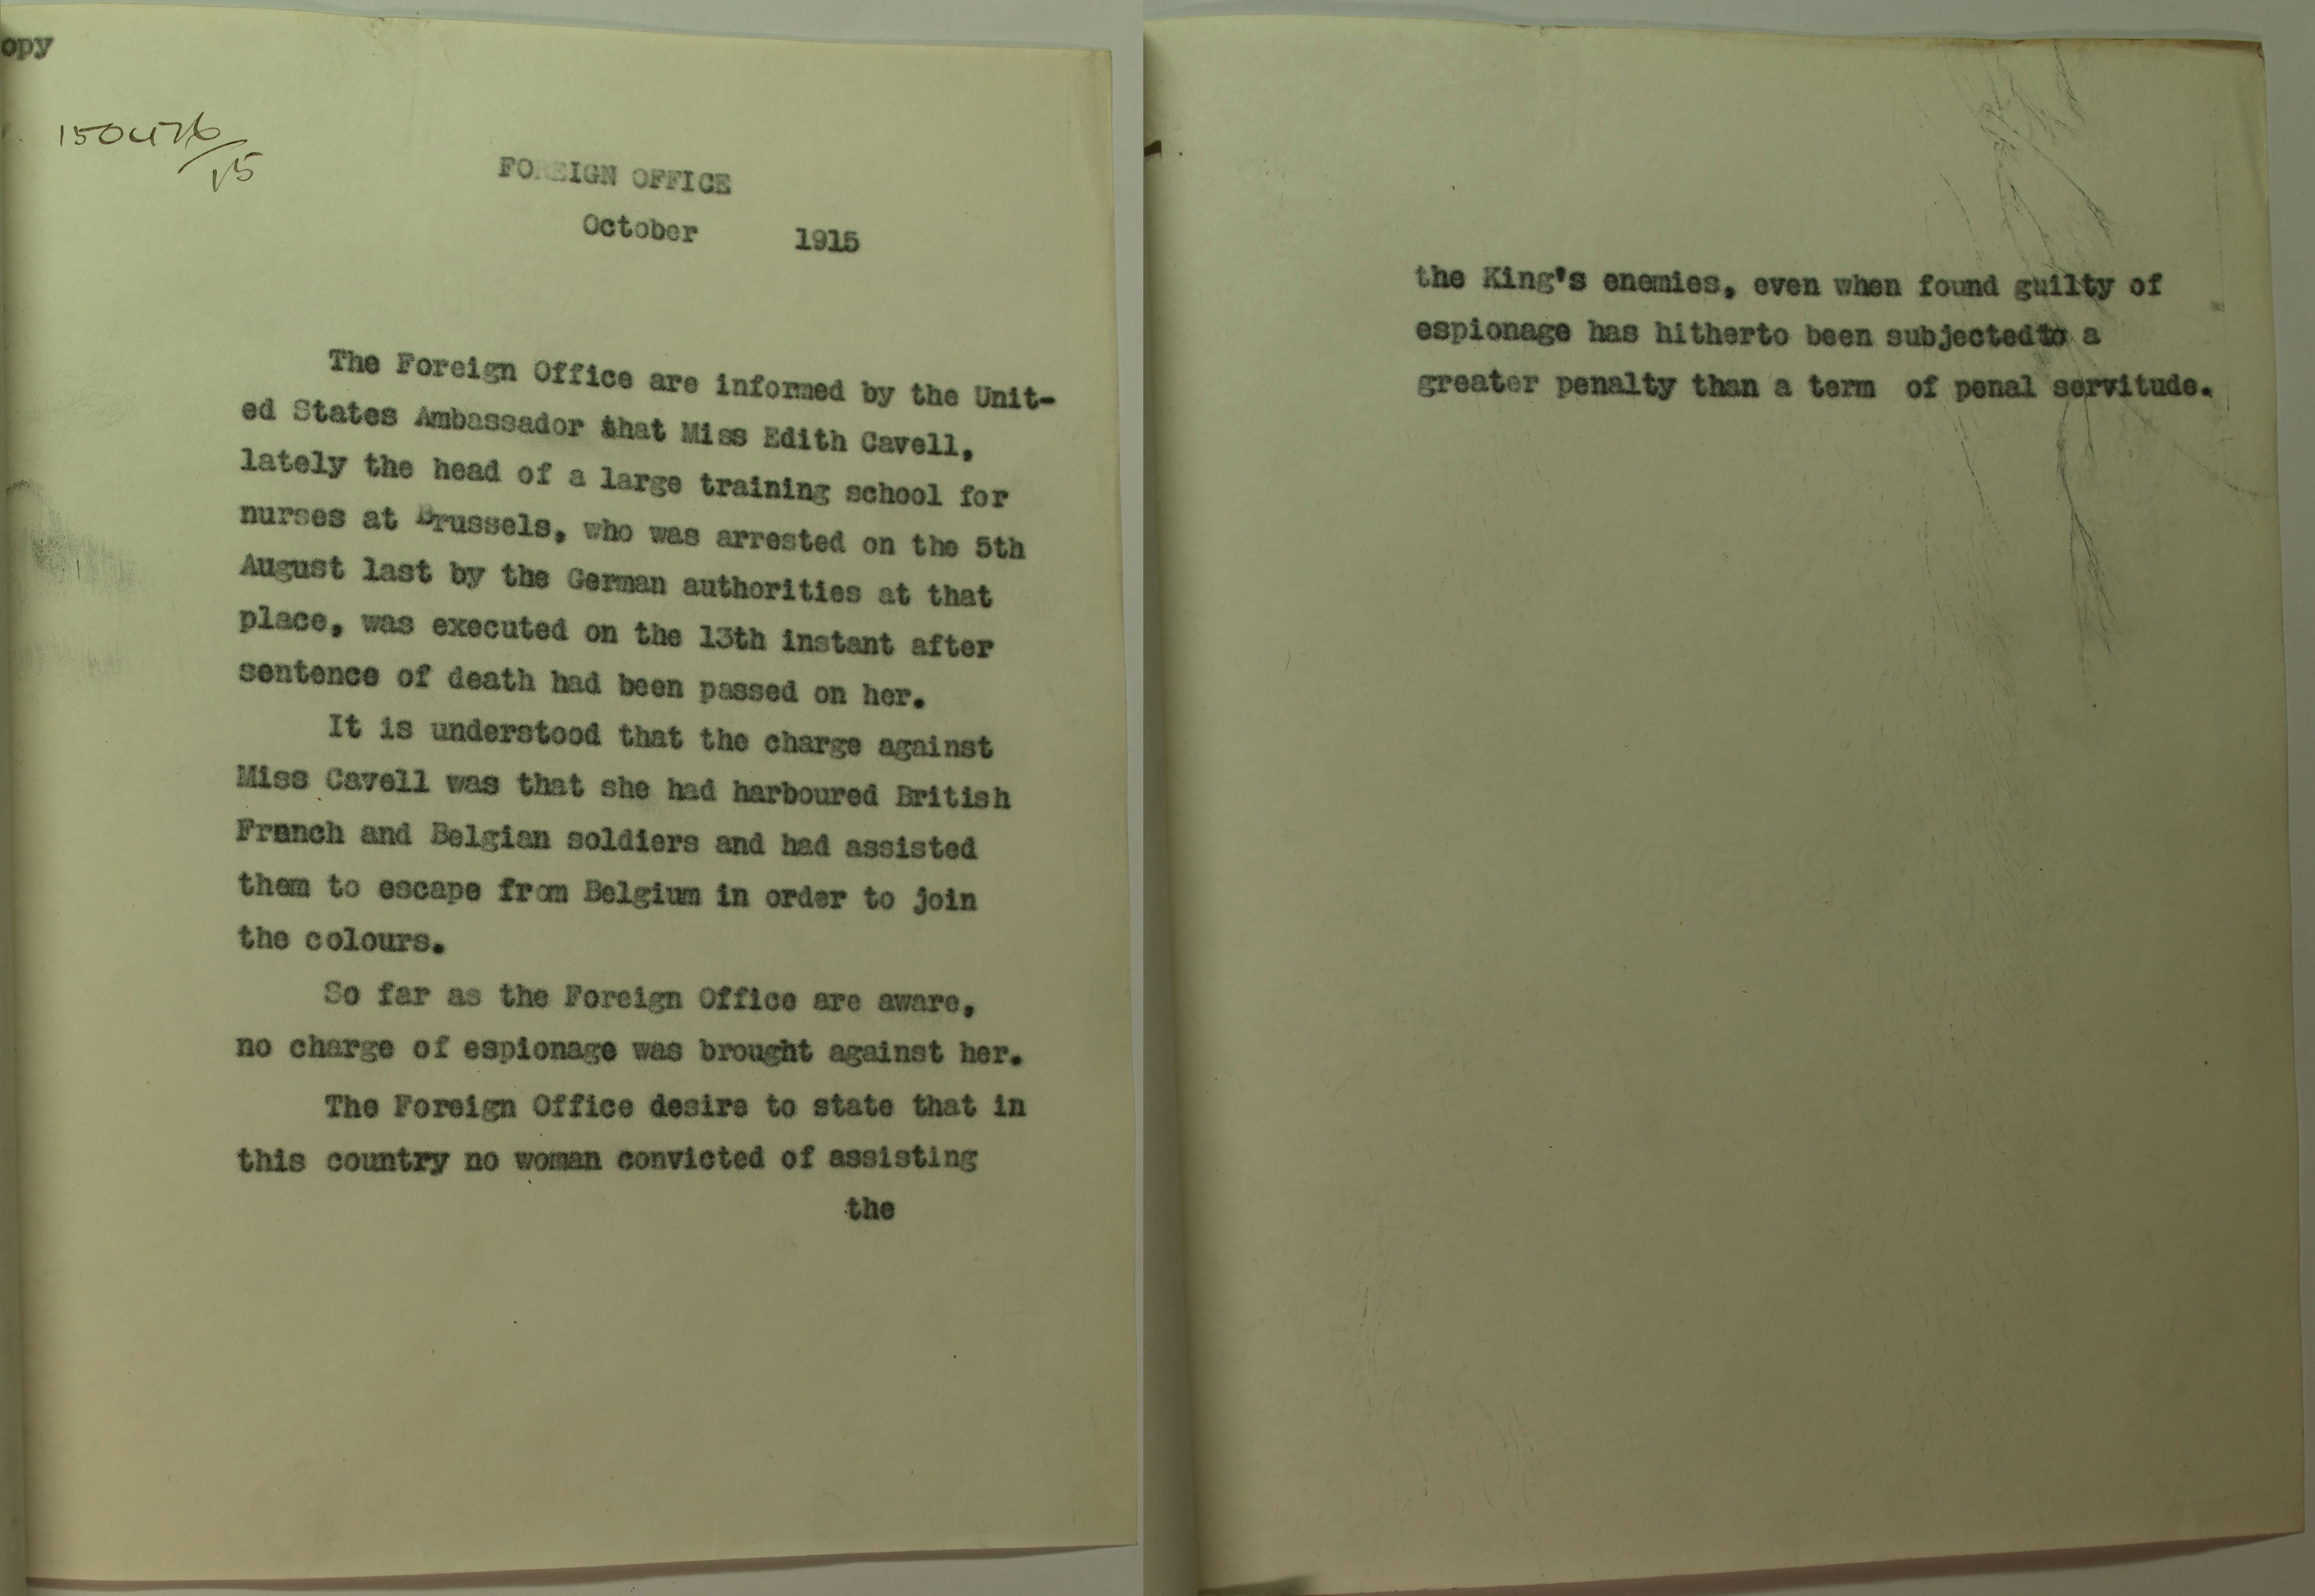 opy
150476
/15
FOREIGN OFFICE
October 1915
The Foreign Office are informed by the Unit-
ed States Ambassador that Miss Edith Cavell,
lately the head of a large training school for
nurses at Brussels, who was arrested on the 5th
August last by the German authorities at that
place, was executed on the 13th instant after
sentence of death had been passed on her.
It is understood that the charge against
Miss Cavell was that she had harboured British
French and Belgian soldiers and had assisted
them to escape from Belgium in order to join
the colours.
So far as the Foreign Office are aware,
no charge of espionage was brought against her.
The Foreign Office desire to state that in
this country no woman convicted of assisting
the
the King's enemies, even when found guilty of
espionage has hitherto been subjectedto a
greater penalty than a term of penal servitude.